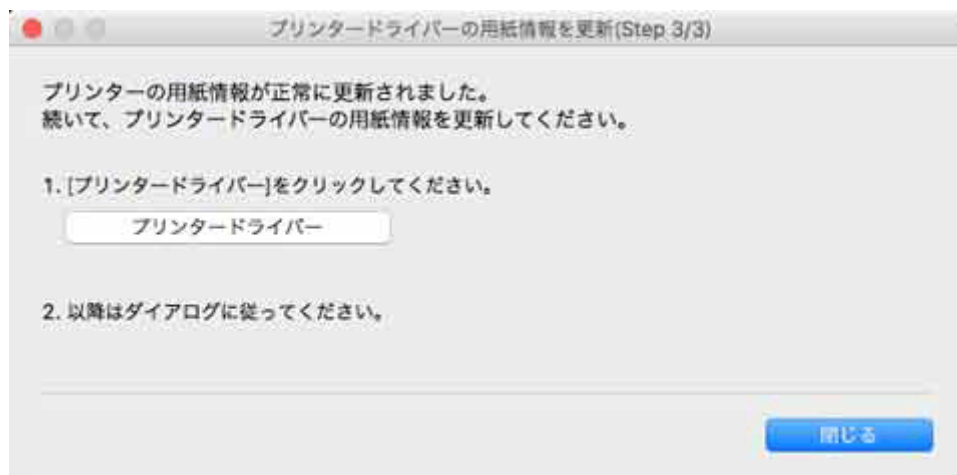 プリンタードライバーの用紙情報を更新(Step 3/3)
プリンターの用紙情報が正常に更新されました。
続いて、プリンタードライバーの用紙情報を更新してください。
1. [プリンタードライバー]をクリックしてください。
プリンタードライバー
2. 以降はダイアログに従ってください。
閉じる